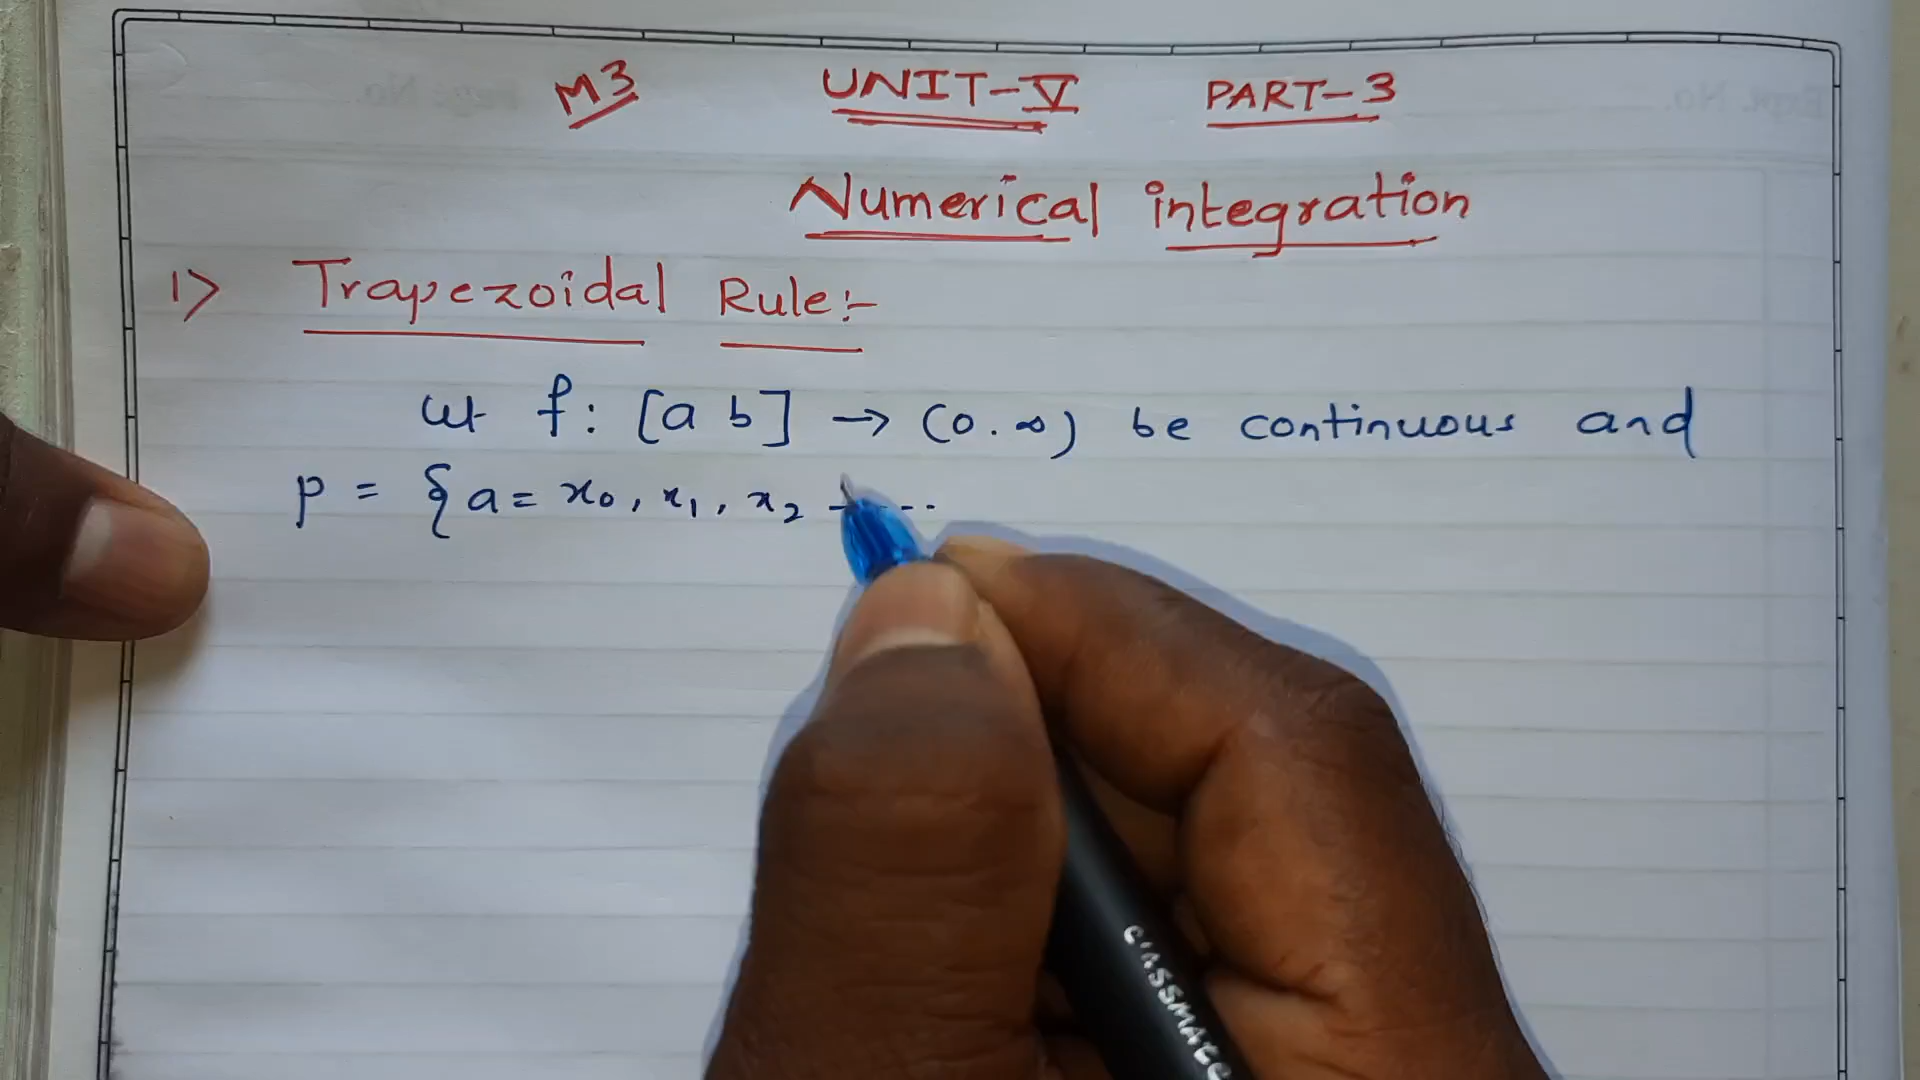 M3 UNIT-V PART-3
Numerical integration
1> Trapezoidal Rule:-
Let f: [a b] → (0.∞) be continuous and
P = {a = x₀, x₁, x₂ .....
CLASSMATE